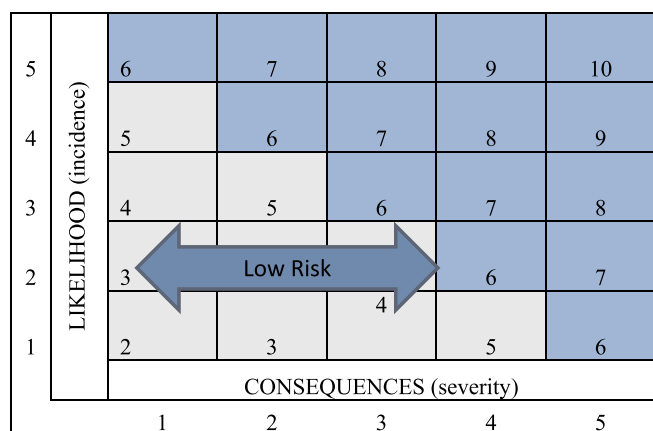 5 6 7 8 9 10
4 5 6 7 8 9
3 4 5 6 7 8
2 3 Low Risk 6 7
4
1 2 3 5 6
LIKELIHOOD (incidence)
CONSEQUENCES (severity)
1 2 3 4 5